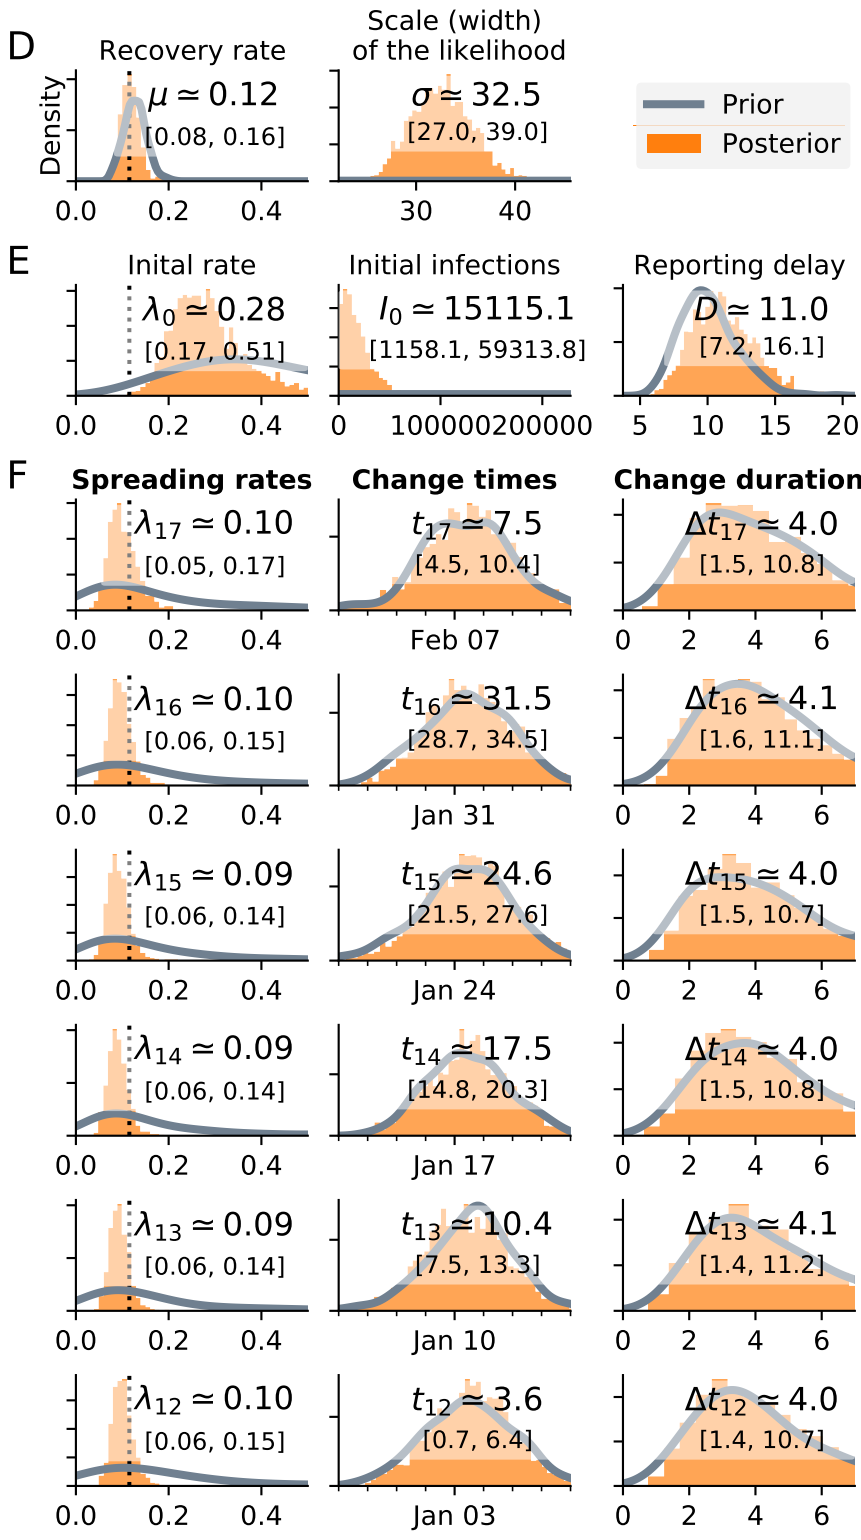 D
Recovery rate
Scale (width)
of the likelihood
Density
μ ≃ 0.12
[0.08, 0.16]
σ ≃ 32.5
[27.0, 39.0]
Prior
Posterior
0.0 0.2 0.4
30 40
E
Inital rate
Initial infections
Reporting delay
λ0 ≃ 0.28
[0.17, 0.51]
I0 ≃ 15115.1
[1158.1, 59313.8]
D ≃ 11.0
[7.2, 16.1]
0.0 0.2 0.4
0 100000 200000
5 10 15 20
F
Spreading rates
Change times
Change duration
λ17 ≃ 0.10
[0.05, 0.17]
t17 ≃ 7.5
[4.5, 10.4]
Δt17 ≃ 4.0
[1.5, 10.8]
0.0 0.2 0.4
Feb 07
0 2 4 6
λ16 ≃ 0.10
[0.06, 0.15]
t16 ≃ 31.5
[28.7, 34.5]
Δt16 ≃ 4.1
[1.6, 11.1]
0.0 0.2 0.4
Jan 31
0 2 4 6
λ15 ≃ 0.09
[0.06, 0.14]
t15 ≃ 24.6
[21.5, 27.6]
Δt15 ≃ 4.0
[1.5, 10.7]
0.0 0.2 0.4
Jan 24
0 2 4 6
λ14 ≃ 0.09
[0.06, 0.14]
t14 ≃ 17.5
[14.8, 20.3]
Δt14 ≃ 4.0
[1.5, 10.8]
0.0 0.2 0.4
Jan 17
0 2 4 6
λ13 ≃ 0.09
[0.06, 0.14]
t13 ≃ 10.4
[7.5, 13.3]
Δt13 ≃ 4.1
[1.4, 11.2]
0.0 0.2 0.4
Jan 10
0 2 4 6
λ12 ≃ 0.10
[0.06, 0.15]
t12 ≃ 3.6
[0.7, 6.4]
Δt12 ≃ 4.0
[1.4, 10.7]
0.0 0.2 0.4
Jan 03
0 2 4 6